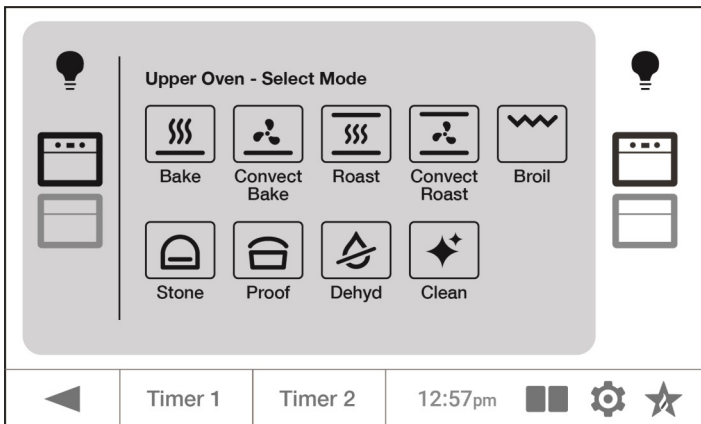 Upper Oven - Select Mode
Bake
Convect
Bake
Roast
Convect
Roast
Broil
Stone
Proof
Dehyd
Clean
Timer 1
Timer 2
12:57pm